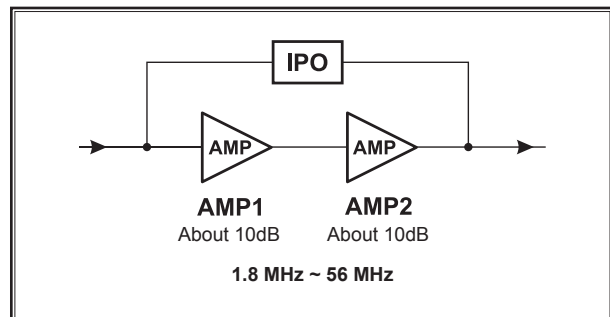 IPO
AMP AMP
AMP1 AMP2
About 10dB About 10dB
1.8 MHz ~ 56 MHz